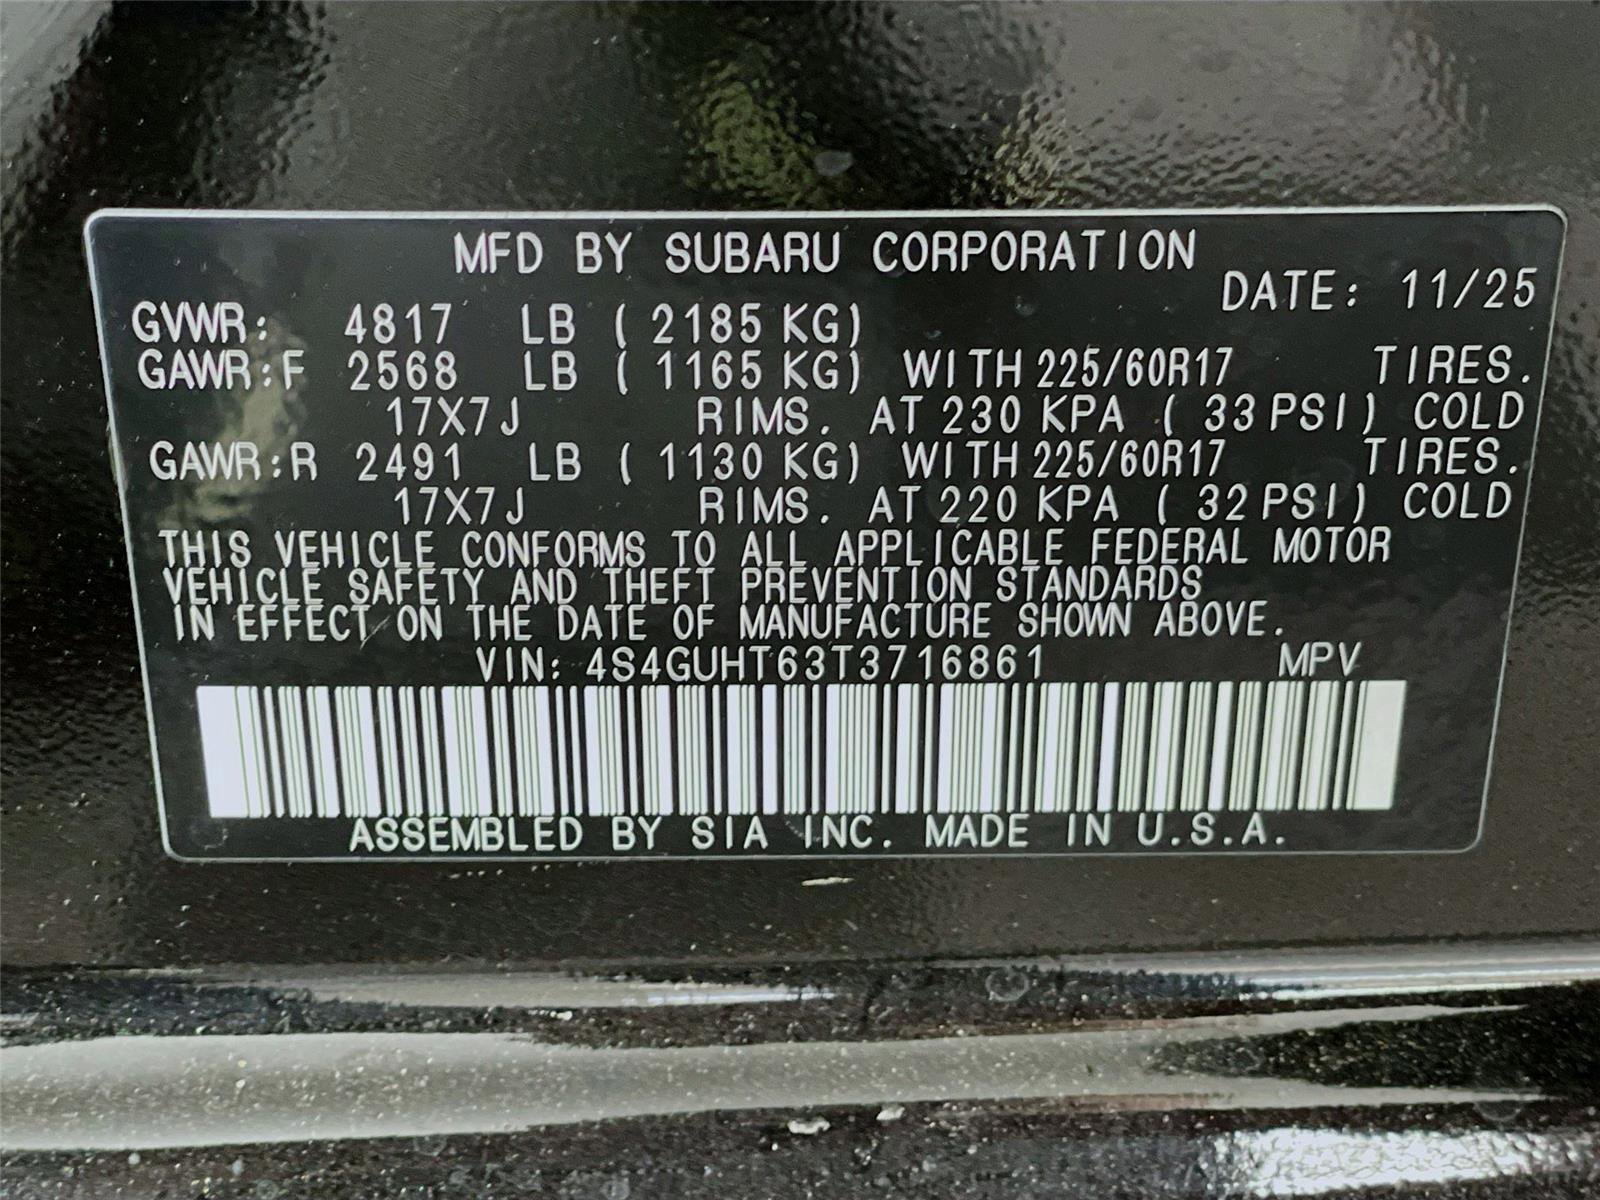 MFD BY SUBARU CORPORATION
DATE: 11/25
GVWR: 4817 LB ( 2185 KG)
GAWR:F 2568 LB ( 1165 KG) WITH 225/60R17 TIRES.
17X7J RIMS. AT 230 KPA ( 33 PSI) COLD
GAWR:R 2491 LB ( 1130 KG) WITH 225/60R17 TIRES.
17X7J RIMS. AT 220 KPA ( 32 PSI) COLD
THIS VEHICLE CONFORMS TO ALL APPLICABLE FEDERAL MOTOR
VEHICLE SAFETY AND THEFT PREVENTION STANDARDS
IN EFFECT ON THE DATE OF MANUFACTURE SHOWN ABOVE.
VIN: 4S4GUHT63T3716861 MPV
ASSEMBLED BY SIA INC. MADE IN U.S.A.